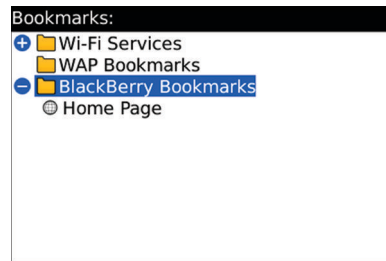 Bookmarks:
Wi-Fi Services
WAP Bookmarks
BlackBerry Bookmarks
Home Page